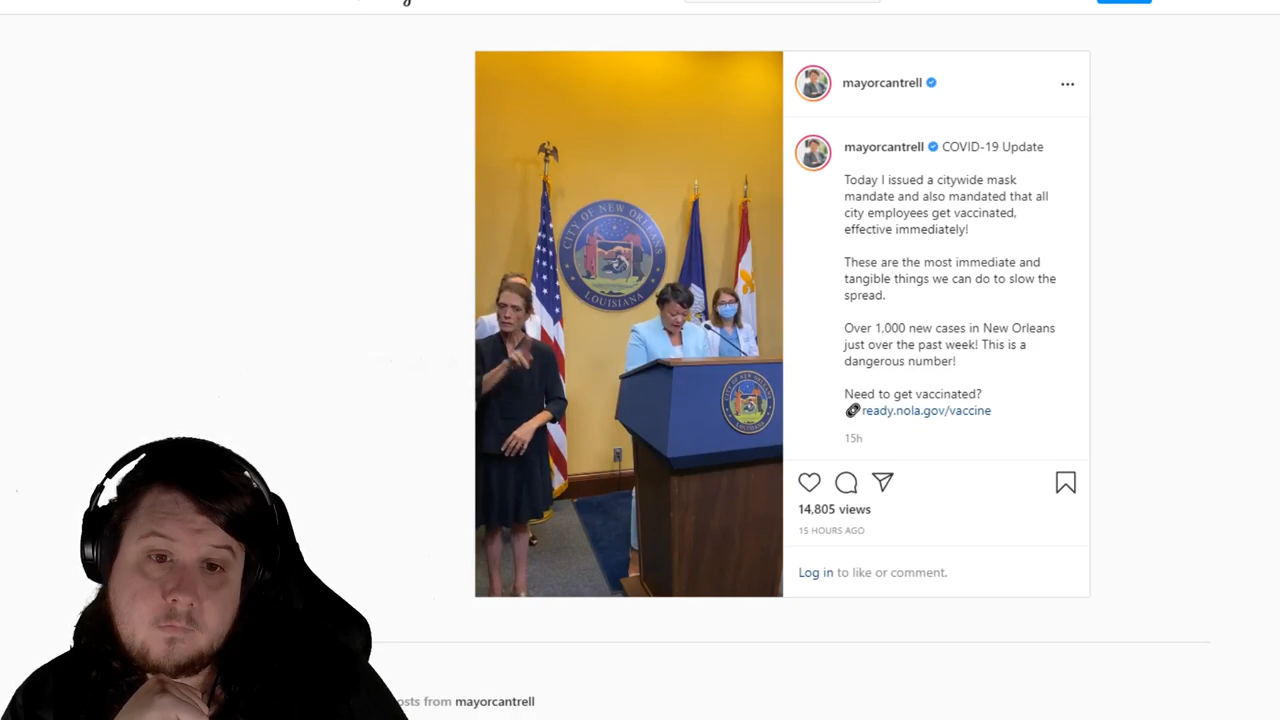 CITY OF NEW ORLEANS
LOUISIANA
mayorcantrell
mayorcantrell COVID-19 Update
Today I issued a citywide mask
mandate and also mandated that all
city employees get vaccinated,
effective immediately!
These are the most immediate and
tangible things we can do to slow the
spread.
Over 1,000 new cases in New Orleans
just over the past week! This is a
dangerous number!
Need to get vaccinated?
ready.nola.gov/vaccine
15h
14,805 views
15 HOURS AGO
Log in to like or comment.
osts from mayorcantrell